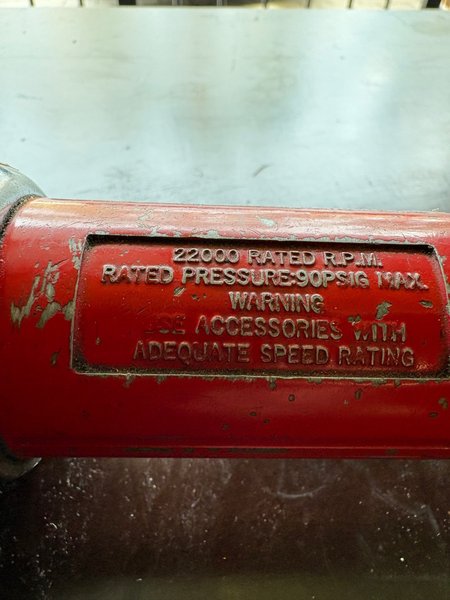 22000 RATED R.P.M.
RATED PRESSURE:90PSIG MAX.
WARNING
USE ACCESSORIES WITH
ADEQUATE SPEED RATING